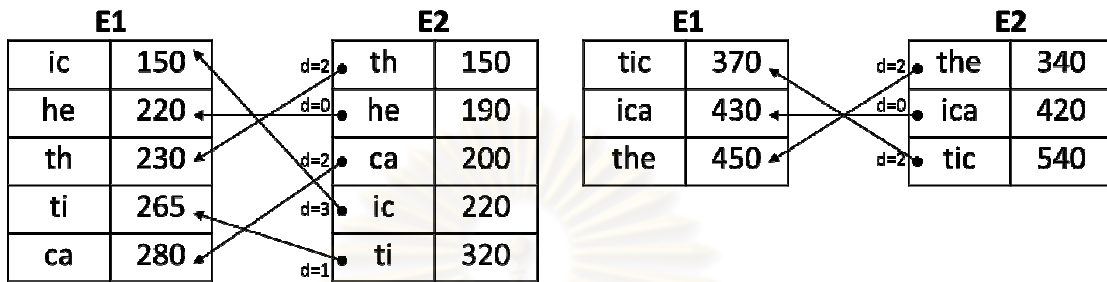 E1 E2 E1 E2
ic 150 d=2 th 150 tic 370 d=2 the 340
he 220 d=0 he 190 ica 430 d=0 ica 420
th 230 d=2 ca 200 the 450 d=2 tic 540
ti 265 d=3 ic 220
ca 280 d=1 ti 320